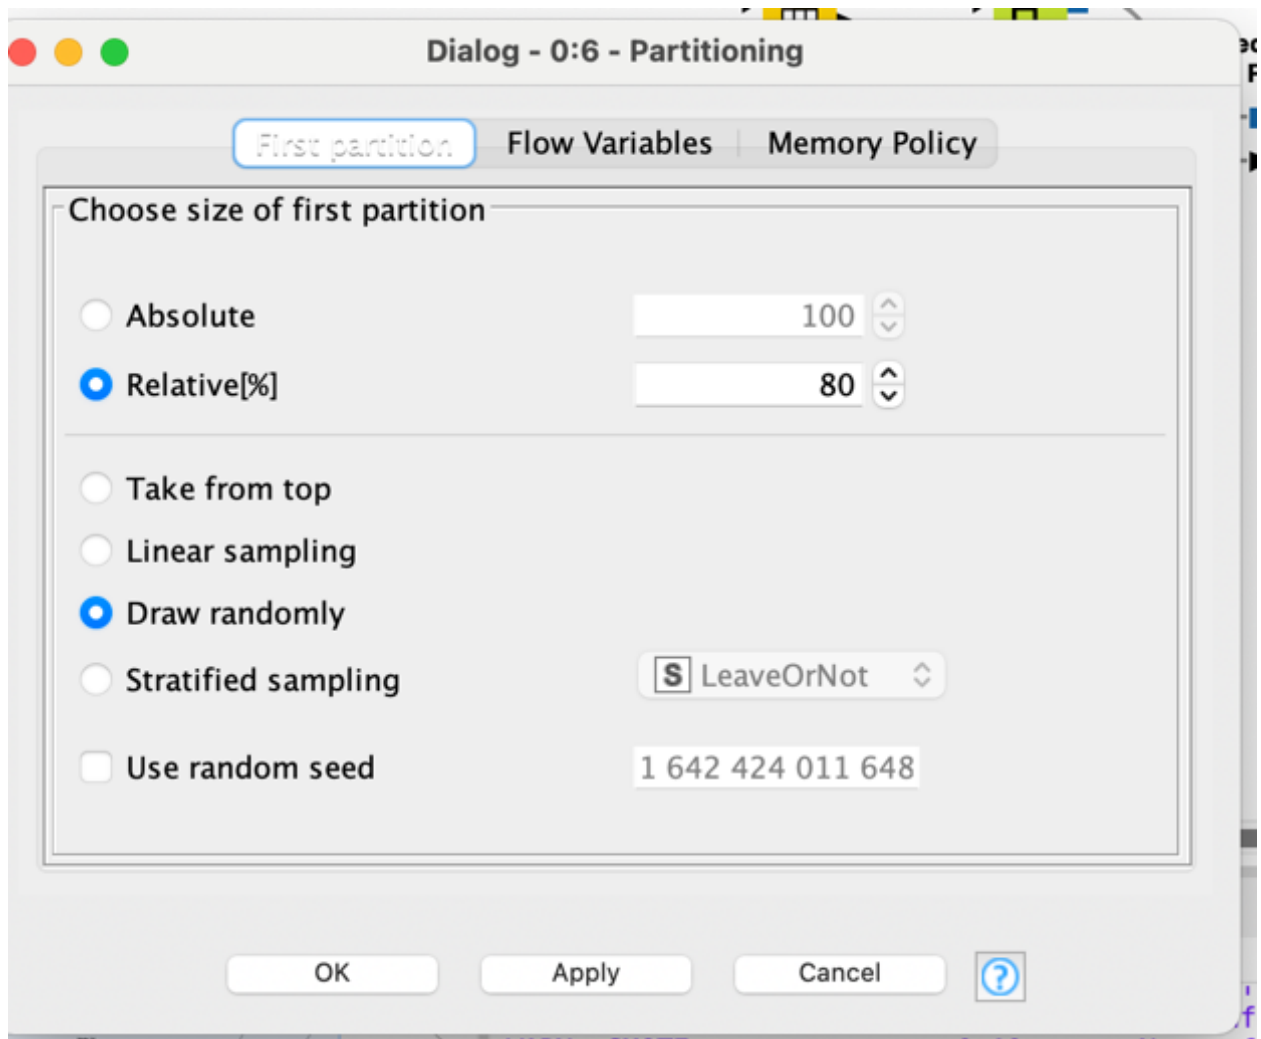 Dialog - 0:6 - Partitioning
First partition Flow Variables Memory Policy
Choose size of first partition
Absolute 100
Relative[%] 80
Take from top
Linear sampling
Draw randomly
Stratified sampling S LeaveOrNot
Use random seed 1 642 424 011 648
OK Apply Cancel ?